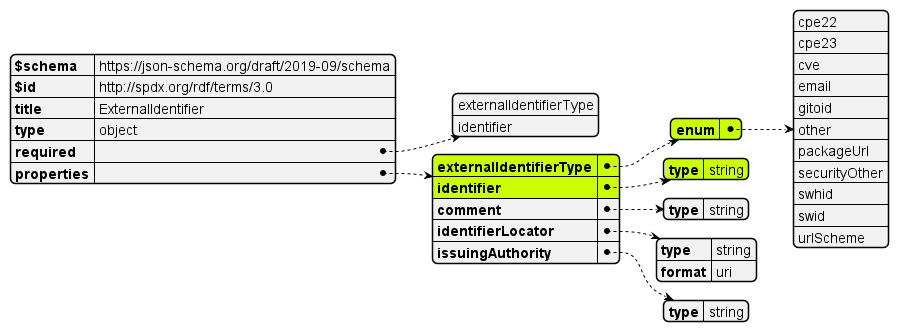 $schema https://json-schema.org/draft/2019-09/schema
$id http://spdx.org/rdf/terms/3.0
title ExternalIdentifier
type object
required
properties
externalIdentifierType
identifier
externalIdentifierType
identifier
comment
identifierLocator
issuingAuthority
enum
type string
type string
type string
format uri
type string
cpe22
cpe23
cve
email
gitoid
other
packageUrl
securityOther
swhid
swid
urlScheme